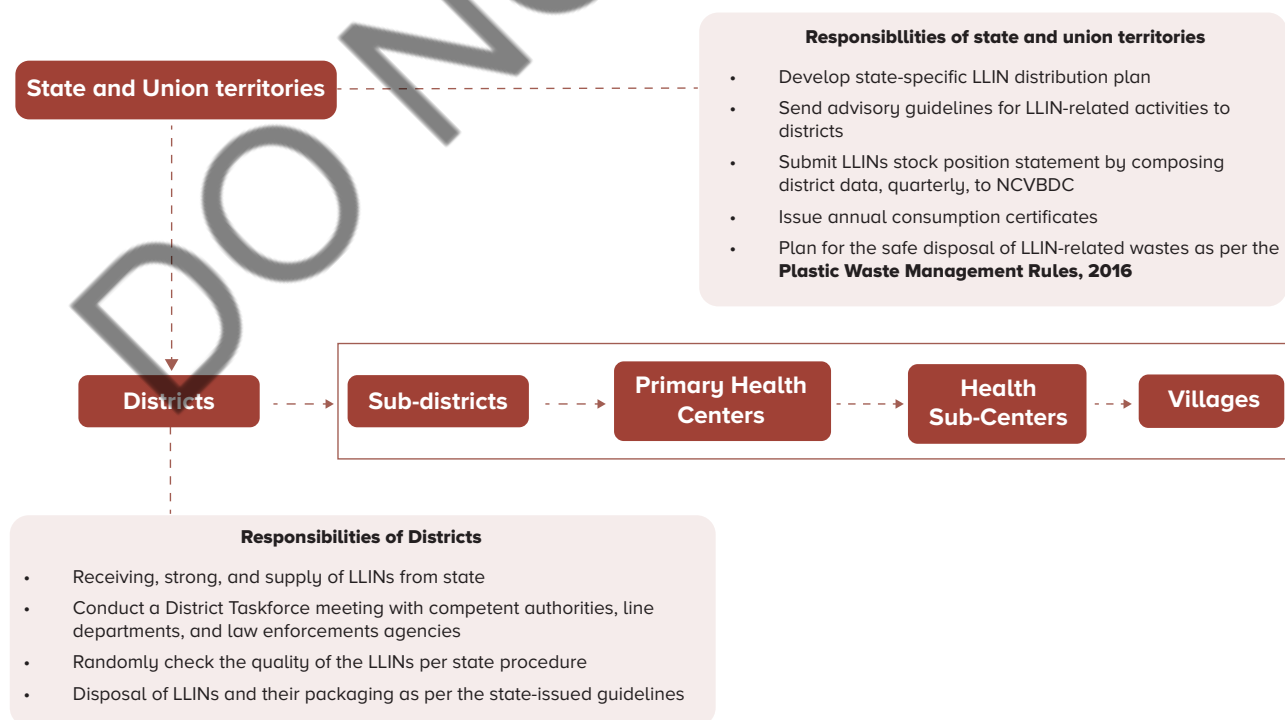 DO NO
Responsibllities of state and union territories
State and Union territories
• Develop state-specific LLIN distribution plan
• Send advisory guidelines for LLIN-related activities to
districts
• Submit LLINs stock position statement by composing
district data, quarterly, to NCVBDC
• Issue annual consumption certificates
• Plan for the safe disposal of LLIN-related wastes as per the
Plastic Waste Management Rules, 2016
Districts
Sub-districts
Primary Health
Centers
Health
Sub-Centers
Villages
Responsibilities of Districts
• Receiving, strong, and supply of LLINs from state
• Conduct a District Taskforce meeting with competent authorities, line
departments, and law enforcements agencies
• Randomly check the quality of the LLINs per state procedure
• Disposal of LLINs and their packaging as per the state-issued guidelines